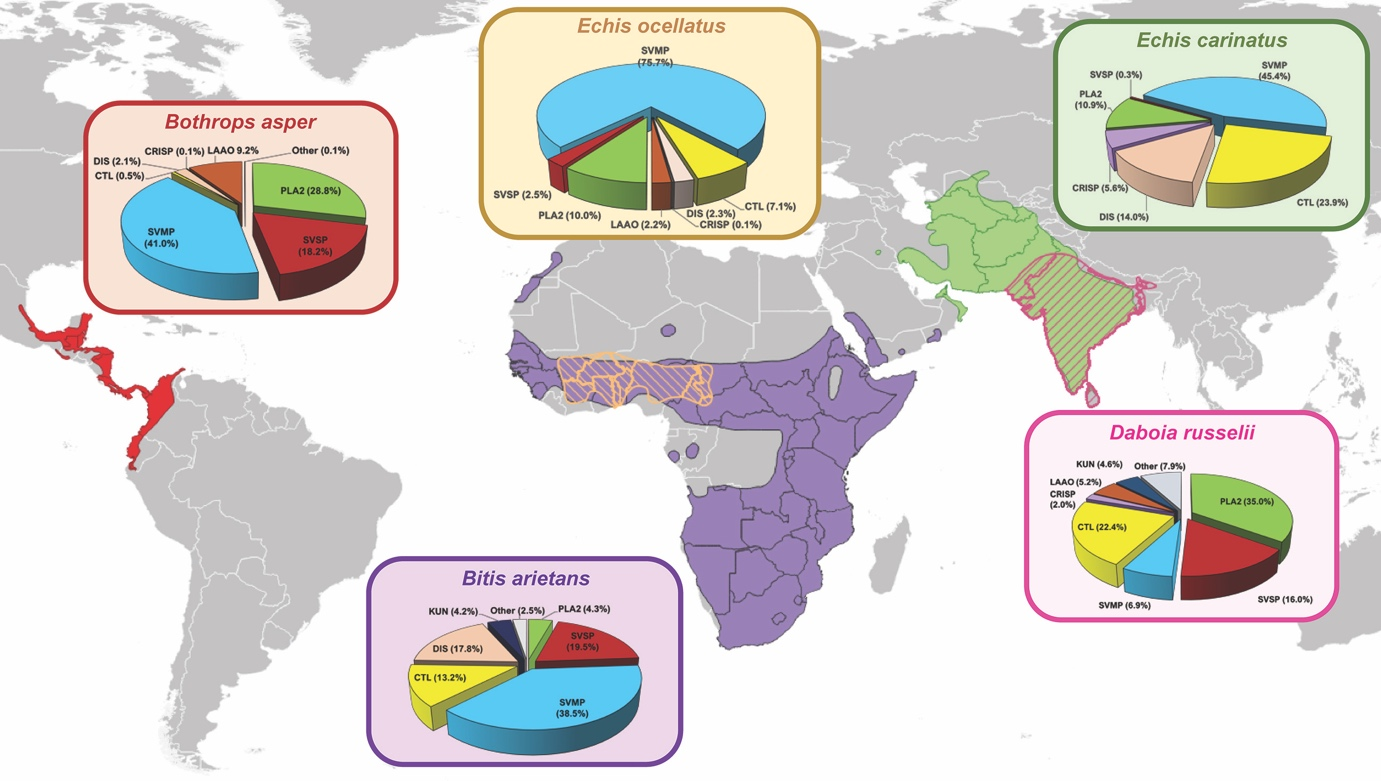 Echis ocellatus
SVMP
(75.7%)
SVSP (2.5%)
PLA2 (10.0%)
LAAO (2.2%)
DIS (2.3%)
CRISP (0.1%)
CTL (7.1%)
Echis carinatus
SVMP
(45.4%)
SVSP (0.3%)
PLA2
(10.9%)
CRISP (5.6%)
DIS (14.0%)
CTL (23.9%)
Bothrops asper
CRISP (0.1%)
LAAO 9.2%
Other (0.1%)
DIS (2.1%)
CTL (0.5%)
PLA2 (28.8%)
SVMP
(41.0%)
SVSP
(18.2%)
Daboia russelii
KUN (4.6%)
Other (7.9%)
LAAO (5.2%)
CRISP
(2.0%)
PLA2 (35.0%)
CTL (22.4%)
SVMP (6.9%)
SVSP (16.0%)
Bitis arietans
KUN (4.2%)
Other (2.5%)
PLA2 (4.3%)
SVSP
(19.5%)
DIS (17.8%)
CTL (13.2%)
SVMP
(38.5%)